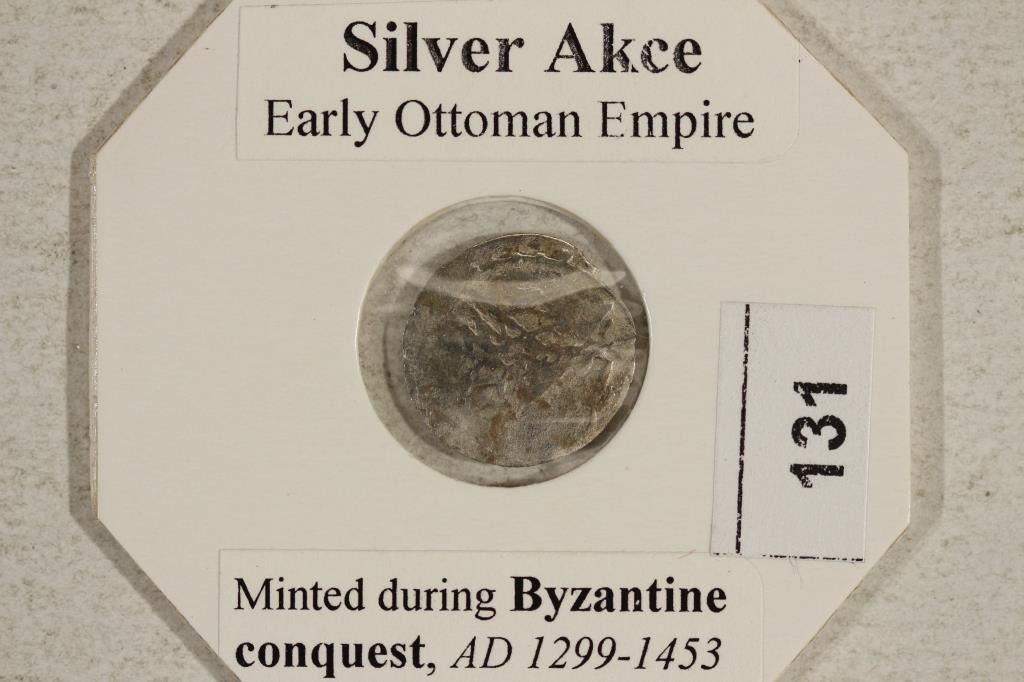 Silver Akce
Early Ottoman Empire
131
Minted during Byzantine
conquest, AD 1299-1453